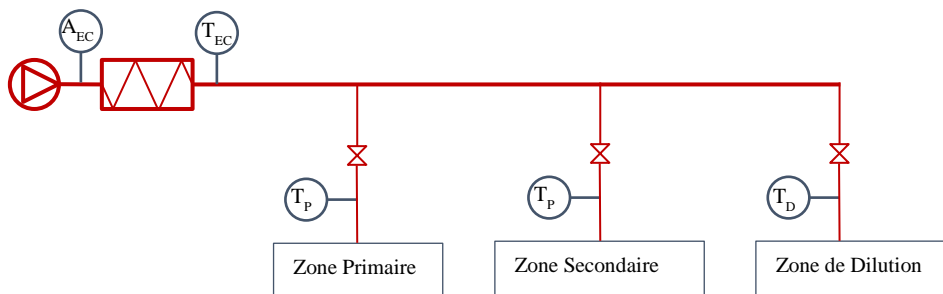 A_EC
T_EC
T_P
T_P
T_D
Zone Primaire
Zone Secondaire
Zone de Dilution